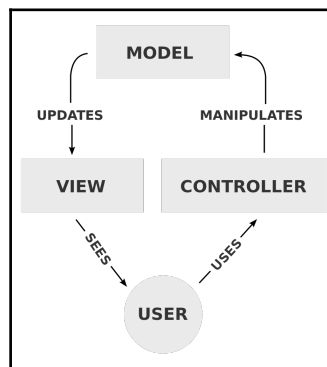 MODEL
UPDATES
MANIPULATES
VIEW
CONTROLLER
SEES
USES
USER